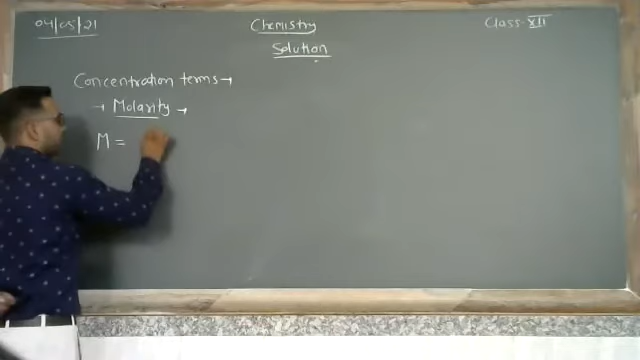 04/05/21
Chemistry
Class XII
Solution
Concentration terms →
→ Molarity →
M =